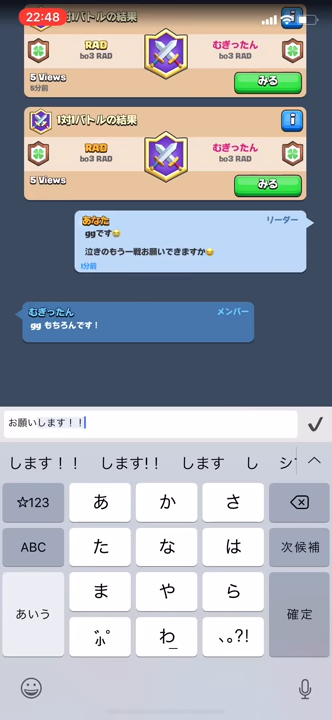 22:48
1対1バトルの結果
RAD
bo3 RAD
むぎったん
bo3 RAD
5 Views
5分前
みる
1対1バトルの結果
RAD
bo3 RAD
むぎったん
bo3 RAD
5 Views
みる
あなた
リーダー
ggです😂
泣きのもう一戦お願いできますか😂
1分前
むぎったん
メンバー
gg もちろんです！
お願いします！！
します！！ します!! します し シ
☆123 あ か さ
ABC た な は 次候補
あいう ま や ら 確定
小 わ 、。?!